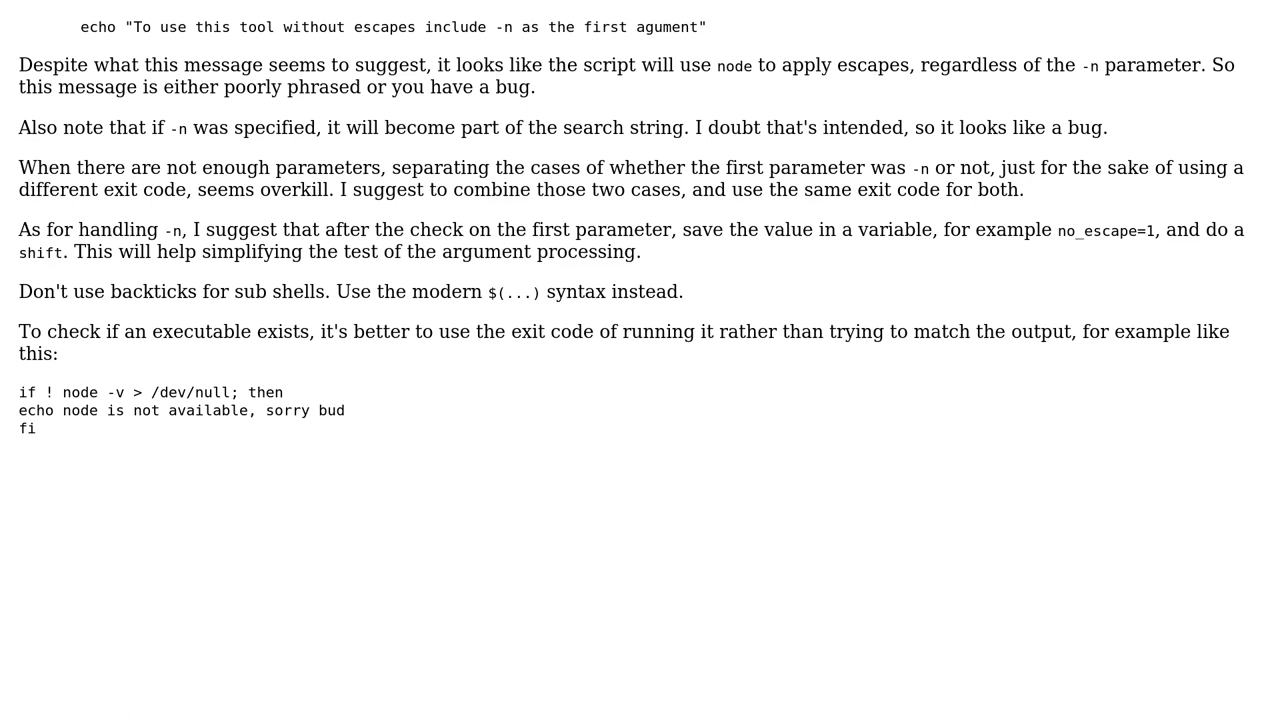 echo "To use this tool without escapes include -n as the first agument"
Despite what this message seems to suggest, it looks like the script will use node to apply escapes, regardless of the -n parameter. So
this message is either poorly phrased or you have a bug.
Also note that if -n was specified, it will become part of the search string. I doubt that's intended, so it looks like a bug.
When there are not enough parameters, separating the cases of whether the first parameter was -n or not, just for the sake of using a
different exit code, seems overkill. I suggest to combine those two cases, and use the same exit code for both.
As for handling -n, I suggest that after the check on the first parameter, save the value in a variable, for example no_escape=1, and do a
shift. This will help simplifying the test of the argument processing.
Don't use backticks for sub shells. Use the modern $(...) syntax instead.
To check if an executable exists, it's better to use the exit code of running it rather than trying to match the output, for example like
this:
if ! node -v > /dev/null; then
echo node is not available, sorry bud
fi